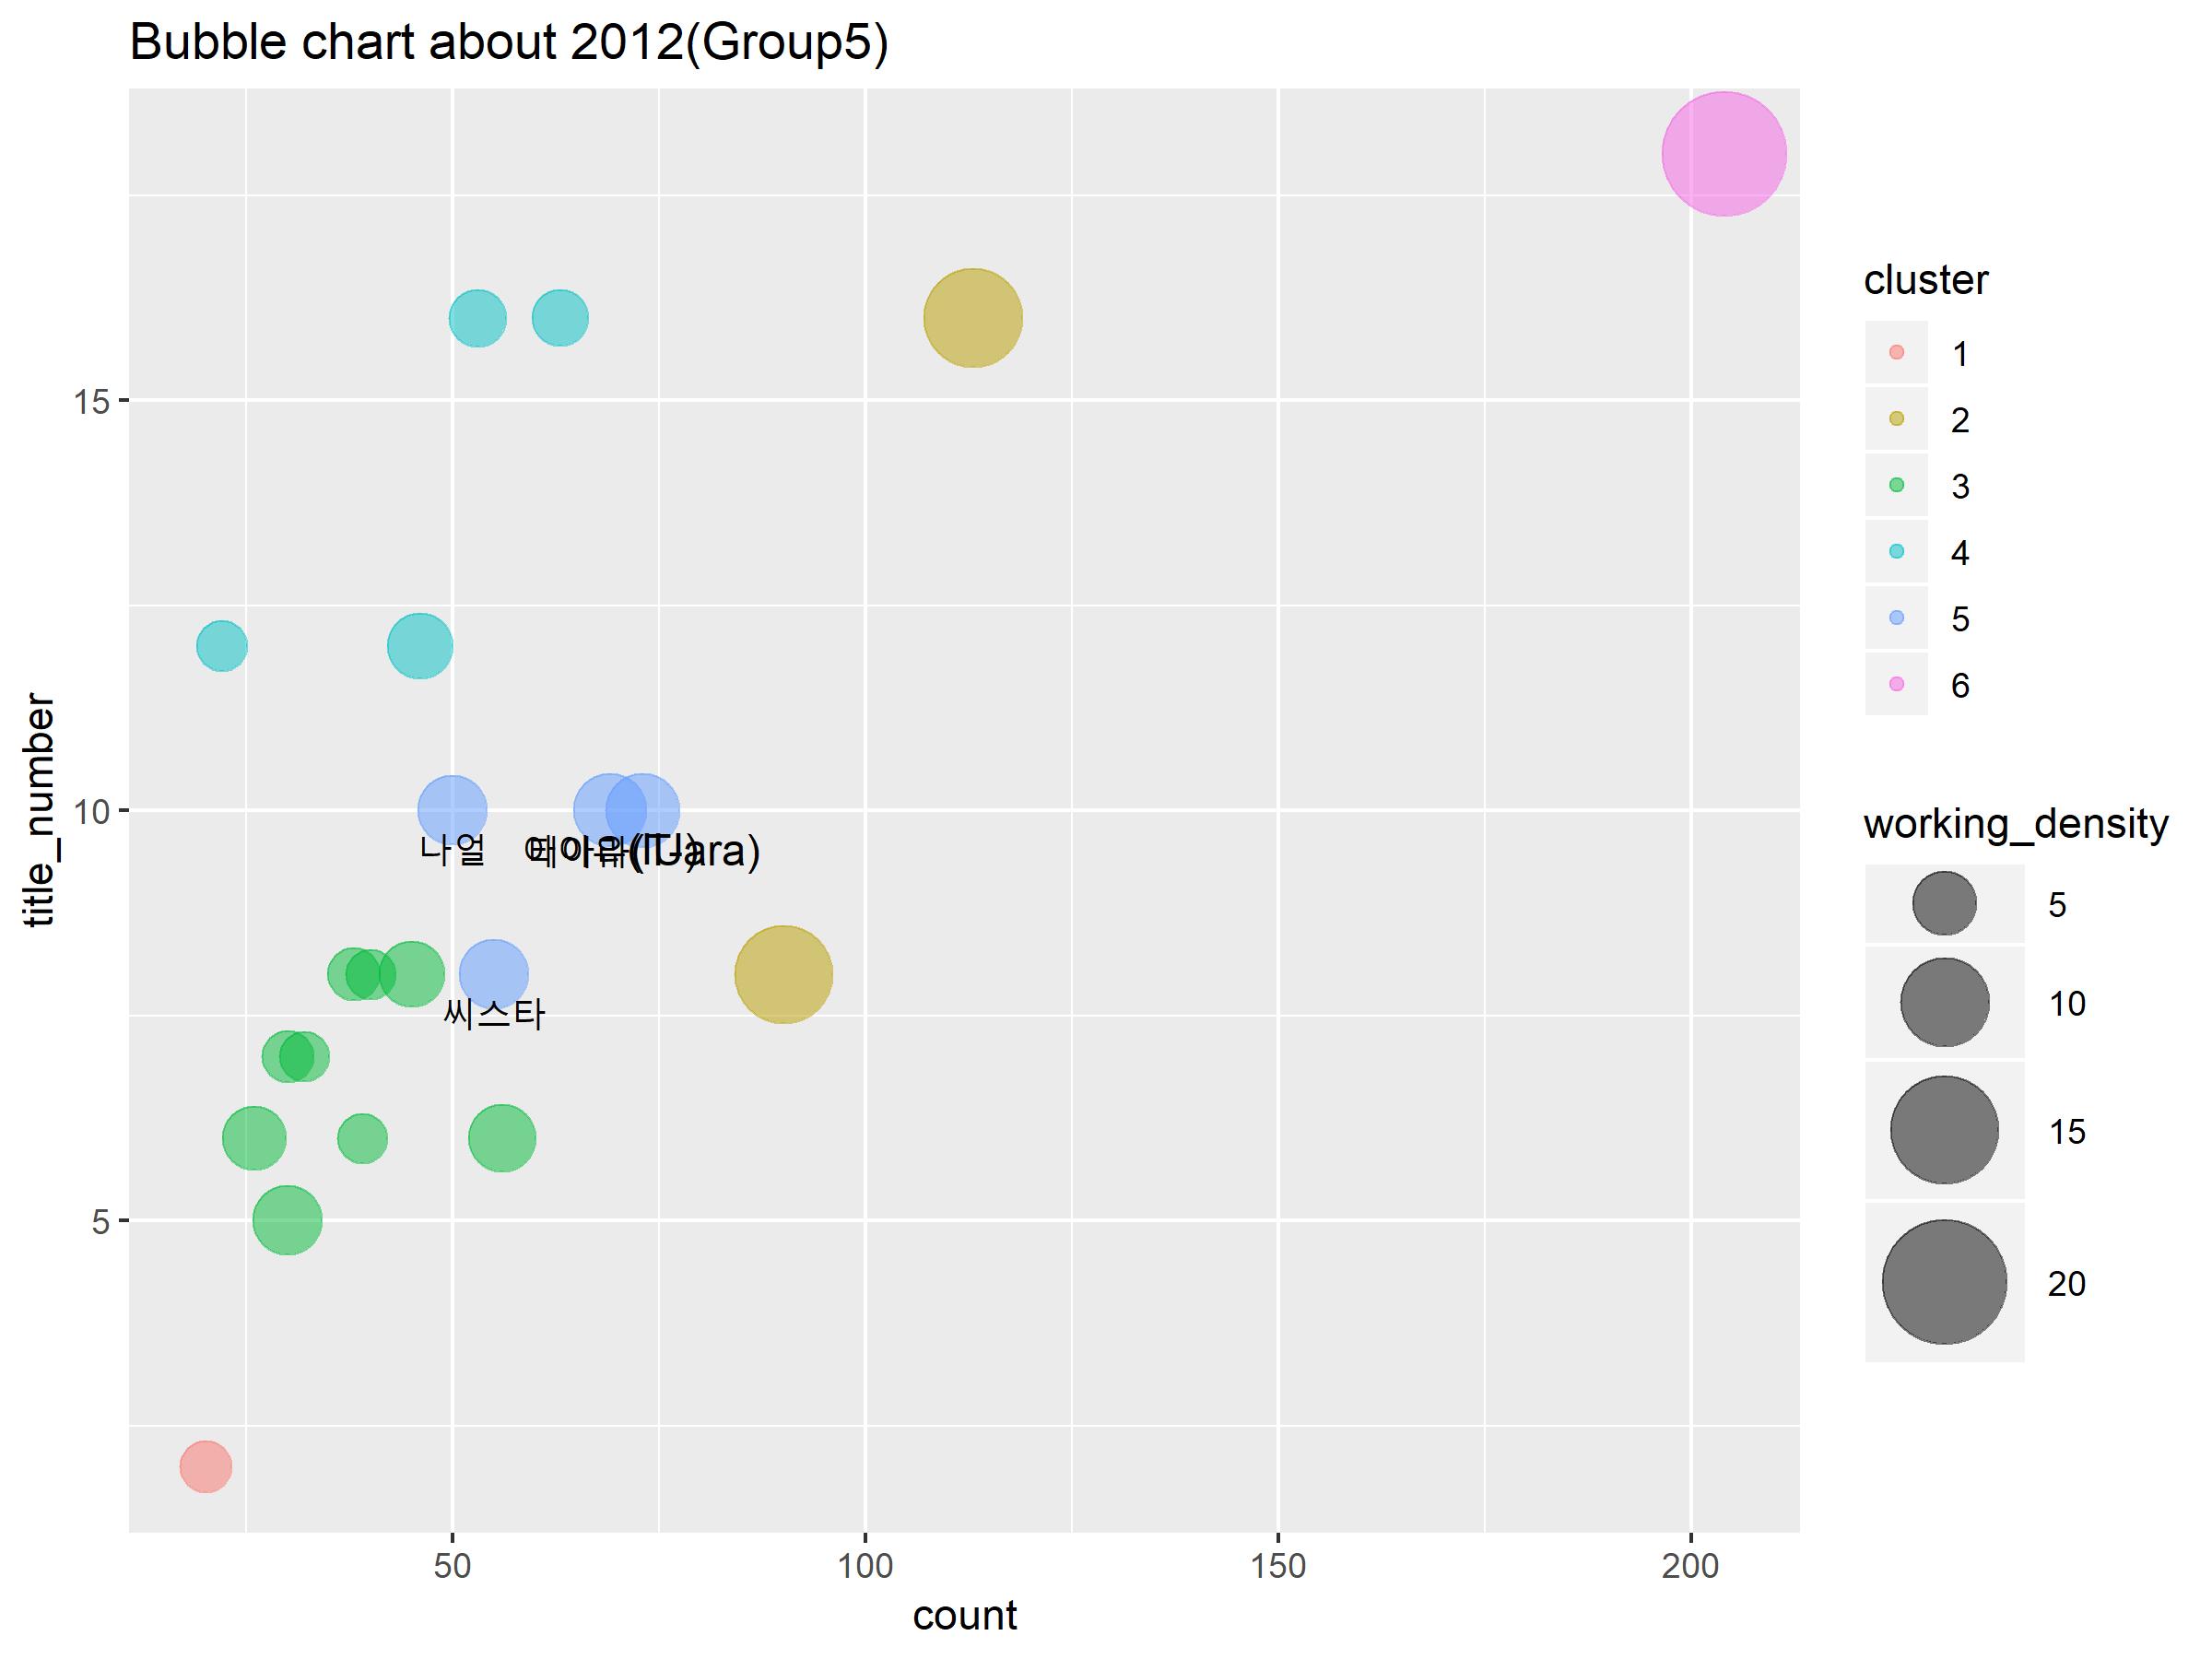 Bubble chart about 2012(Group5)
title_number
15
10
5
나얼
씨스타
50
100
150
200
count
cluster
1
2
3
4
5
6
working_density
5
10
15
20